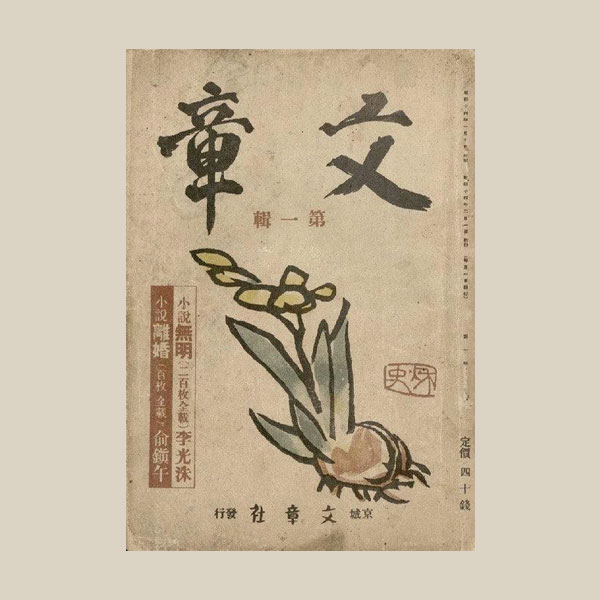 文章
第一輯
小說 無明(二百枚全載) 李光洙
小說 離婚(二百枚全載) 兪鎭午
定價 四十錢
京城 文章社 發行